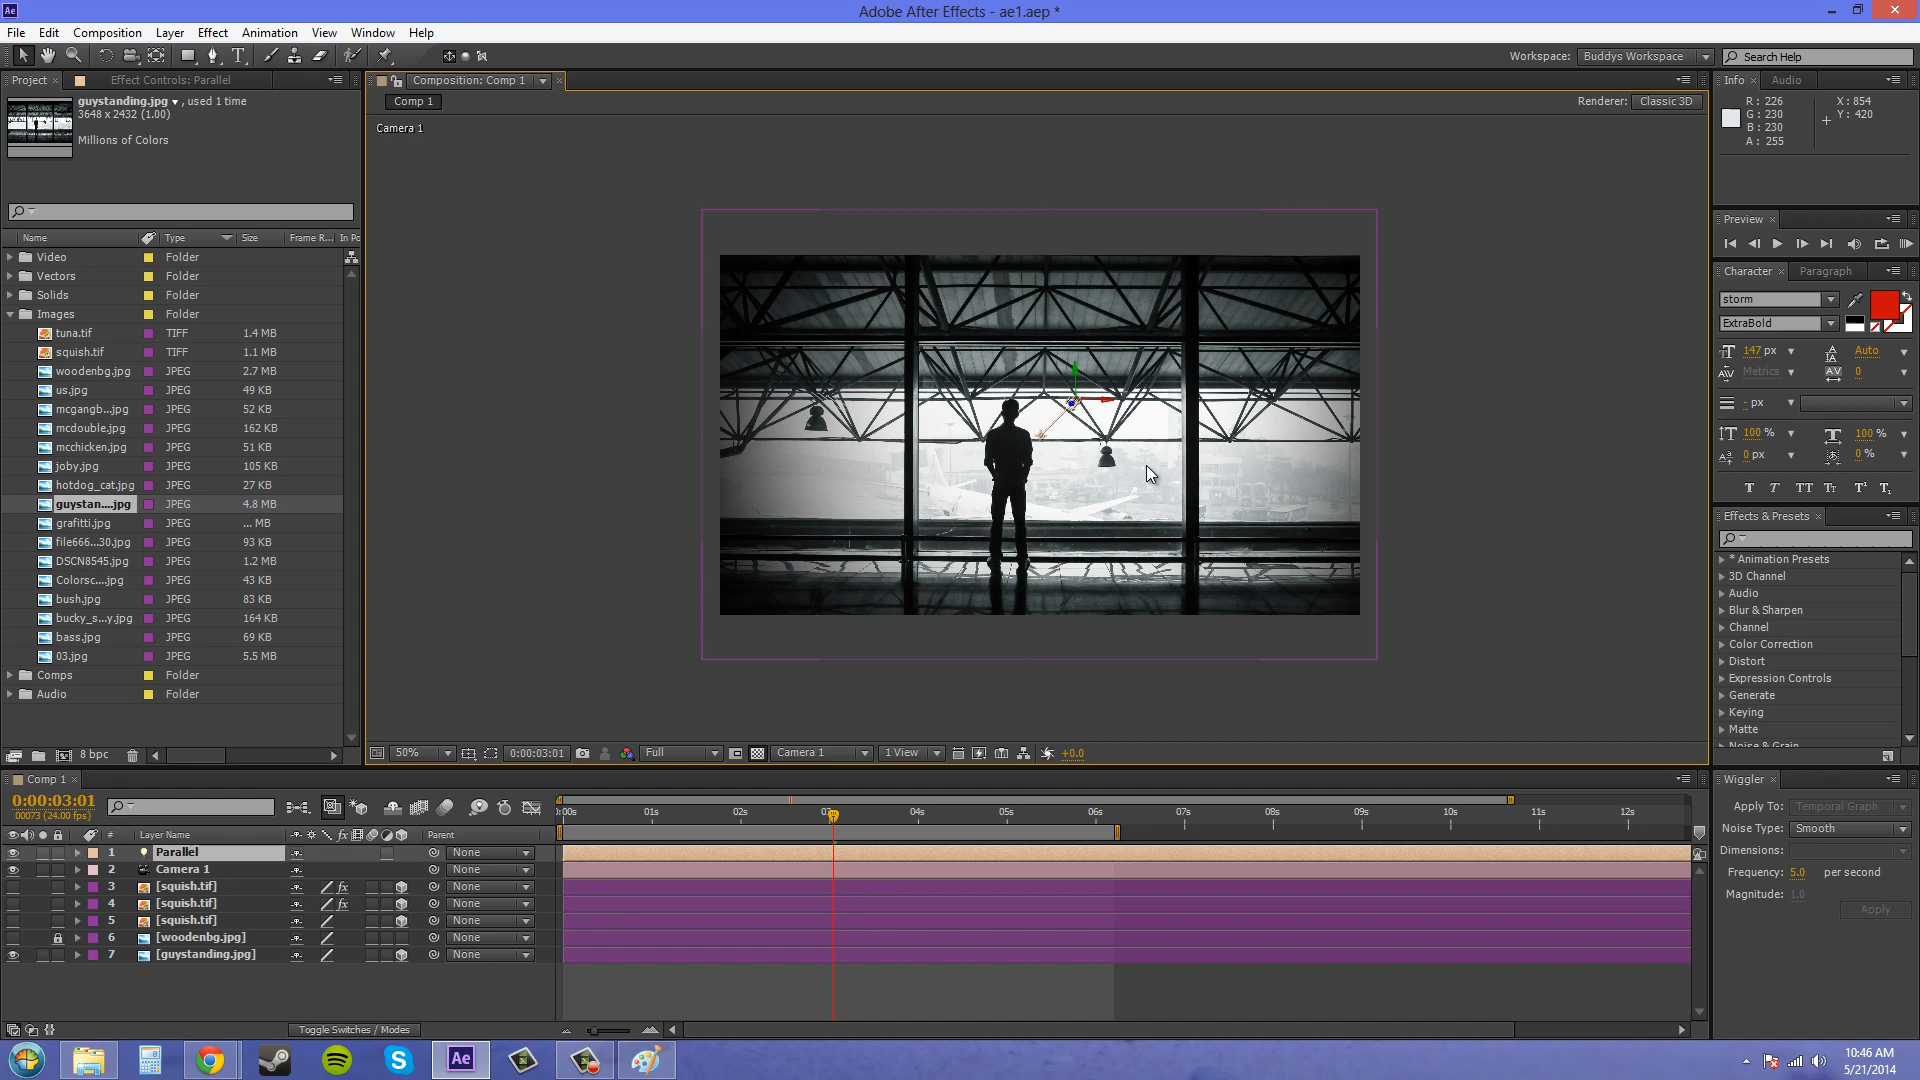 Ae
Adobe After Effects - ae1.aep *
File Edit Composition Layer Effect Animation View Window Help
Workspace: Buddys Workspace Search Help
Project Effect Controls: Parallel
guystanding.jpg , used 1 time
3648 x 2432 (1.00)
Millions of Colors
Name Type Size Frame R... In Po
Video Folder
Vectors Folder
Solids Folder
Images Folder
tuna.tif TIFF 1.4 MB
squish.tif TIFF 1.1 MB
woodenbg.jpg JPEG 2.7 MB
us.jpg JPEG 49 KB
mcgangb...jpg JPEG 52 KB
mcdouble.jpg JPEG 162 KB
mcchicken.jpg JPEG 51 KB
joby.jpg JPEG 105 KB
hotdog_cat.jpg JPEG 27 KB
guystan....jpg JPEG 4.8 MB
grafitti.jpg JPEG ... MB
file666...30.jpg JPEG 93 KB
DSCN8545.jpg JPEG 1.2 MB
Colorsc....jpg JPEG 43 KB
bush.jpg JPEG 83 KB
bucky_s...y.jpg JPEG 164 KB
bass.jpg JPEG 69 KB
03.jpg JPEG 5.5 MB
Comps Folder
Audio Folder
8 bpc
Composition: Comp 1
Comp 1
Renderer: Classic 3D
Camera 1
50% 0:00:03:01 Full Camera 1 1 View +0.0
Info Audio
R: 226 X: 854
G: 230 Y: 420
B: 230
A: 255
Preview
Character Paragraph
storm
ExtraBold
147 px Auto
Metrics 0
- px
100 % 100 %
0 px 0 %
T T TT Tt T¹ T₁
Effects & Presets
* Animation Presets
3D Channel
Audio
Blur & Sharpen
Channel
Color Correction
Distort
Expression Controls
Generate
Keying
Matte
Noise & Grain
Comp 1
0:00:03:01
00073 (24.00 fps)
:00s 01s 02s 03s 04s 05s 06s 07s 08s 09s 10s 11s 12s
# Layer Name fx Parent
1 Parallel None
2 Camera 1 None
3 [squish.tif] fx None
4 [squish.tif] fx None
5 [squish.tif] None
6 [woodenbg.jpg] None
7 [guystanding.jpg] None
Toggle Switches / Modes
Wiggler
Apply To: Temporal Graph
Noise Type: Smooth
Dimensions:
Frequency: 5.0 per second
Magnitude: 1.0
Apply
Ae
10:46 AM
5/21/2014